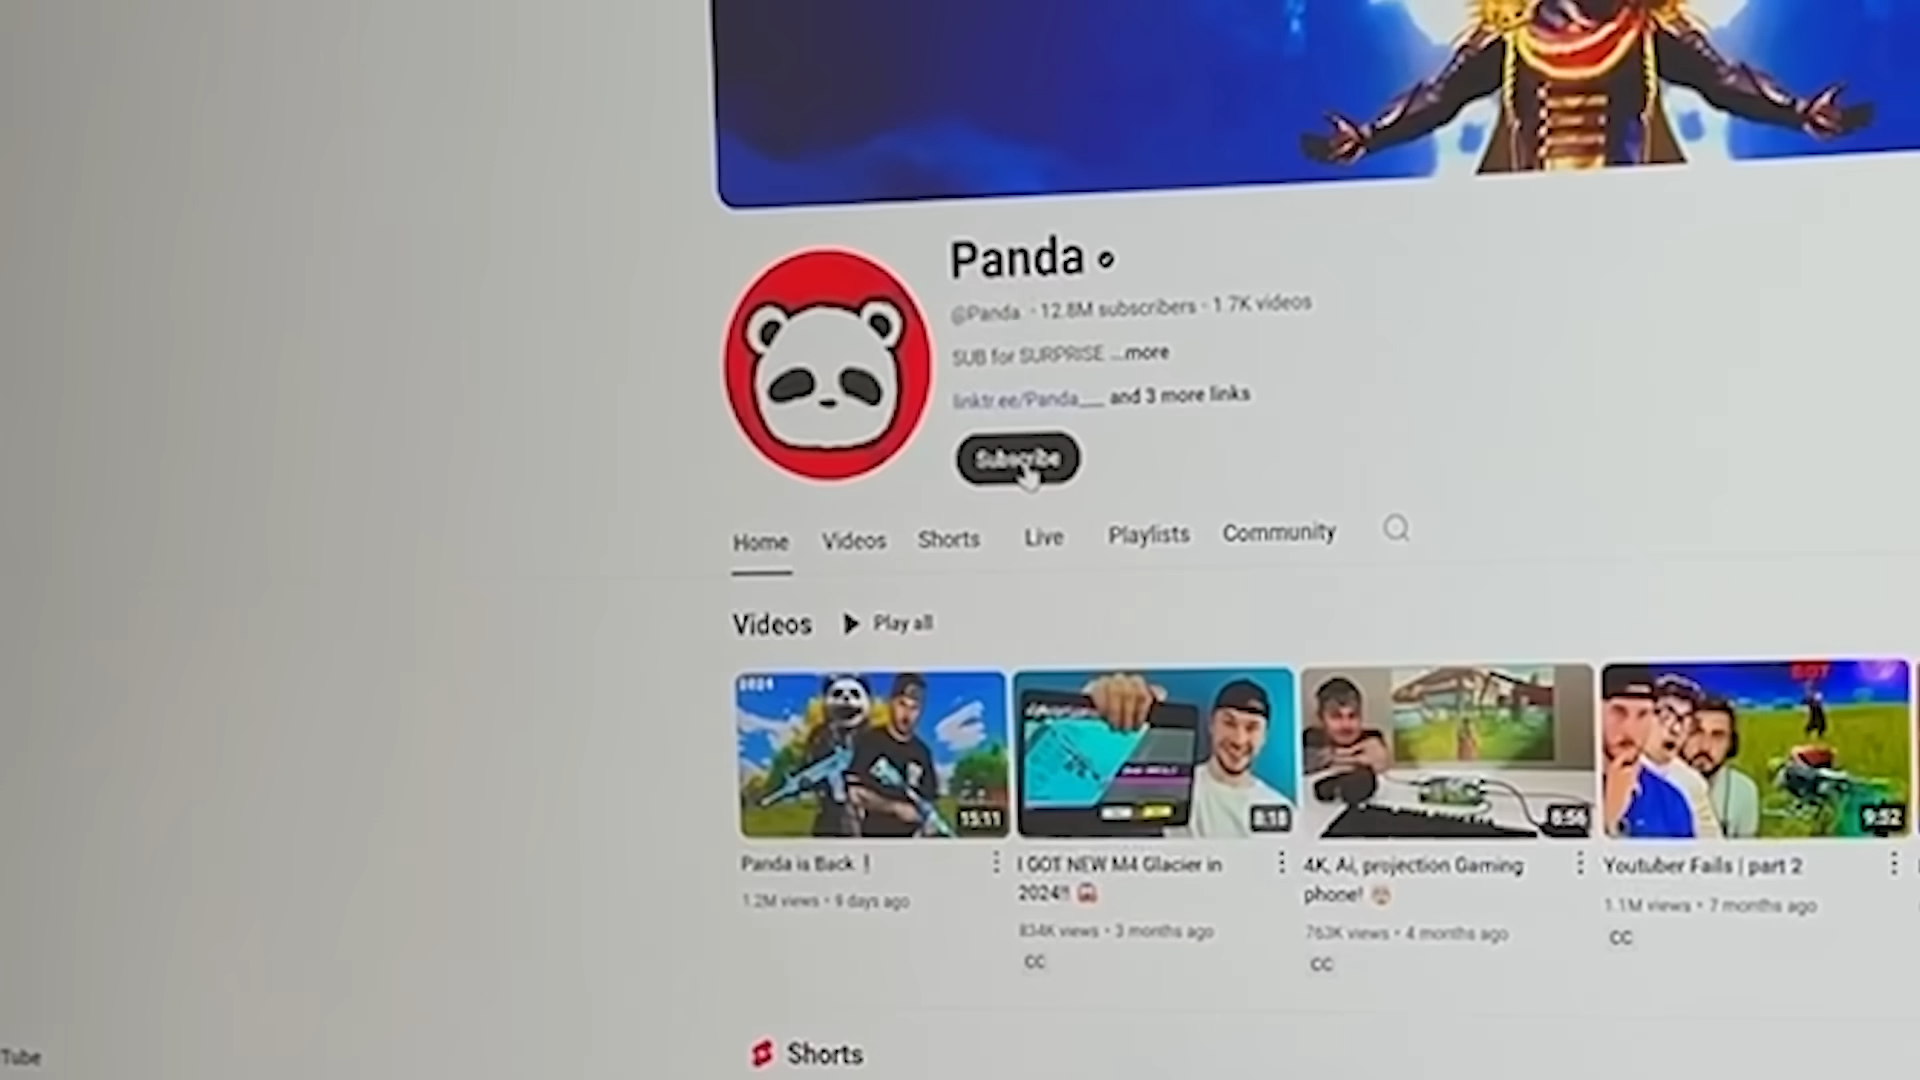 Panda
@Panda · 12.8M subscribers · 1.7K videos
SUB for SURPRISE ...more
linktr.ee/Panda___ and 3 more links
Subscribe
Home Videos Shorts Live Playlists Community
Videos Play all
2024
15:11
8:18
6:56
9:52
Panda is Back !
1.2M views • 9 days ago
I GOT NEW M4 Glacier in
2024!!
834K views • 3 months ago
CC
4K, Ai, projection Gaming
phone!
763K views • 4 months ago
CC
Youtuber Fails | part 2
1.1M views • 7 months ago
CC
Shorts
Tube